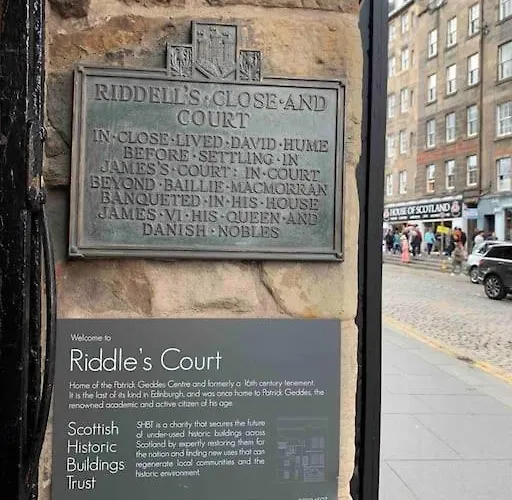 RIDDELL'S·CLOSE·AND
COURT
IN·CLOSE·LIVED·DAVID·HUME
BEFORE·SETTLING·IN
JAMES'S·COURT: IN·COURT
BEYOND·BAILLIE·MACMORRAN
BANQUETED·IN·HIS·HOUSE
JAMES·VI·HIS·QUEEN·AND
DANISH·NOBLES
HOUSE OF SCOTLAND
Welcome to
Riddle's Court
Home of the Patrick Geddes Centre and formerly a 16th century tenement.
It is the last of its kind in Edinburgh, and was once home to Patrick Geddes, the
renowned academic and active citizen of his age.
Scottish
Historic
Buildings
Trust
SHBT is a charity that secures the future
of under-used historic buildings across
Scotland by expertly restoring them for
the nation and finding new uses that can
regenerate local communities and the
historic environment.